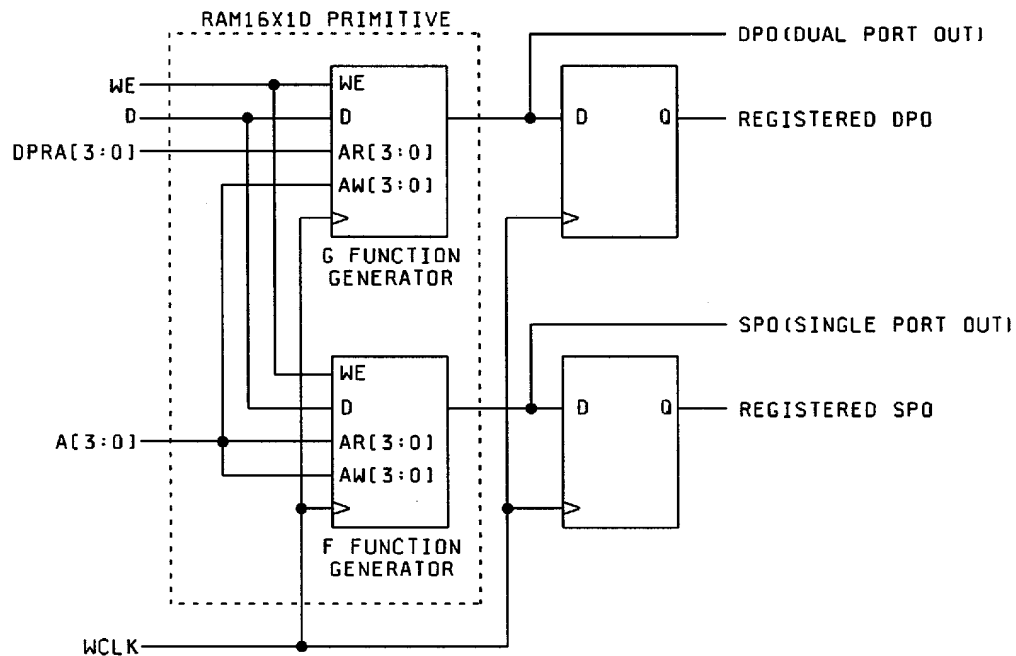 RAM16X1D PRIMITIVE
WE
D
DPRA[3:0]
WE
D
AR[3:0]
AW[3:0]
G FUNCTION
GENERATOR
D Q
DPO(DUAL PORT OUT)
REGISTERED DPO
A[3:0]
WE
D
AR[3:0]
AW[3:0]
F FUNCTION
GENERATOR
D Q
SPO(SINGLE PORT OUT)
REGISTERED SPO
WCLK